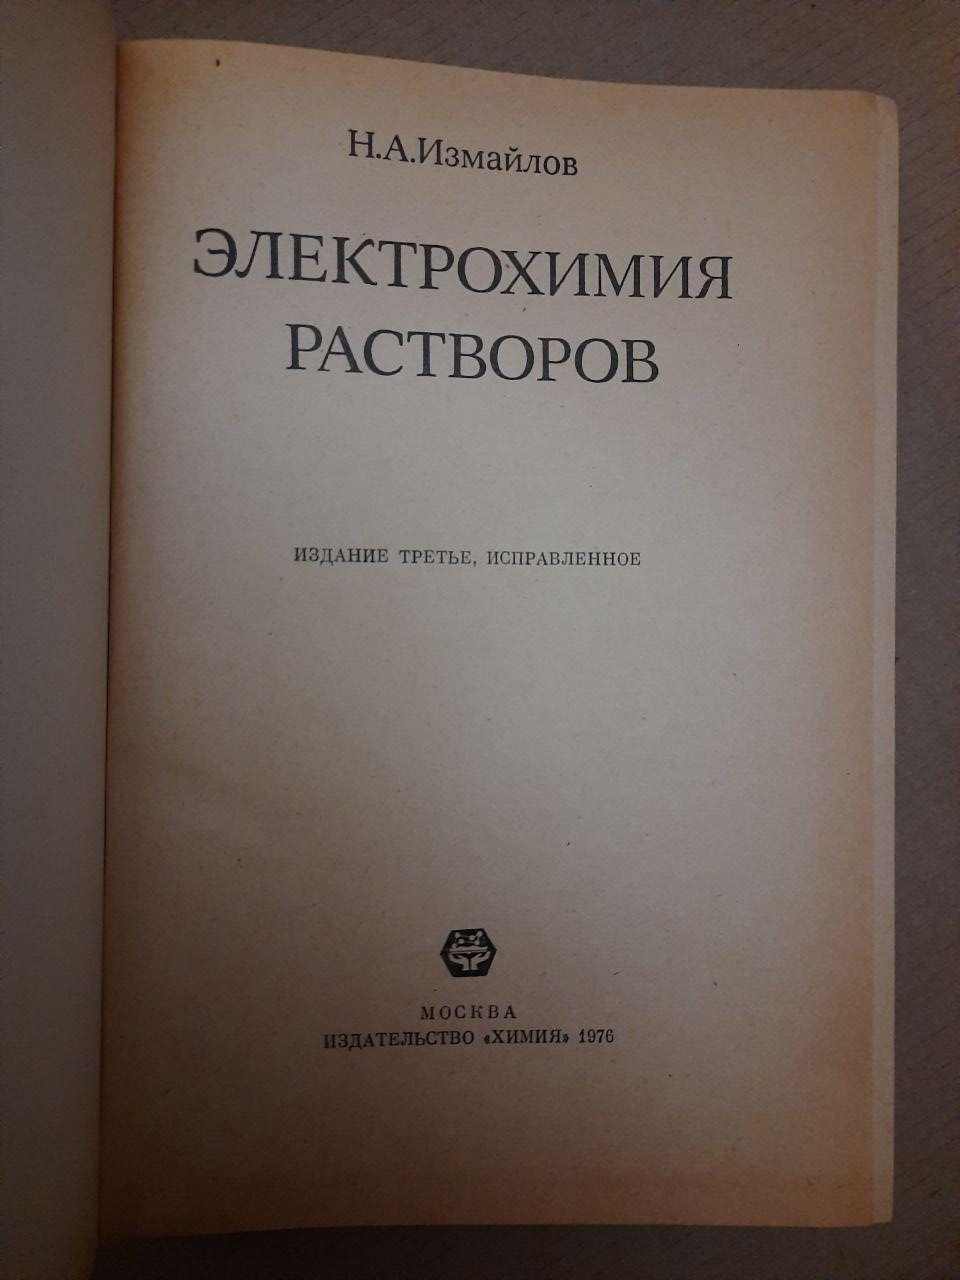 Н.А.Измайлов
ЭЛЕКТРОХИМИЯ
РАСТВОРОВ
ИЗДАНИЕ ТРЕТЬЕ, ИСПРАВЛЕННОЕ
МОСКВА
ИЗДАТЕЛЬСТВО «ХИМИЯ» 1976